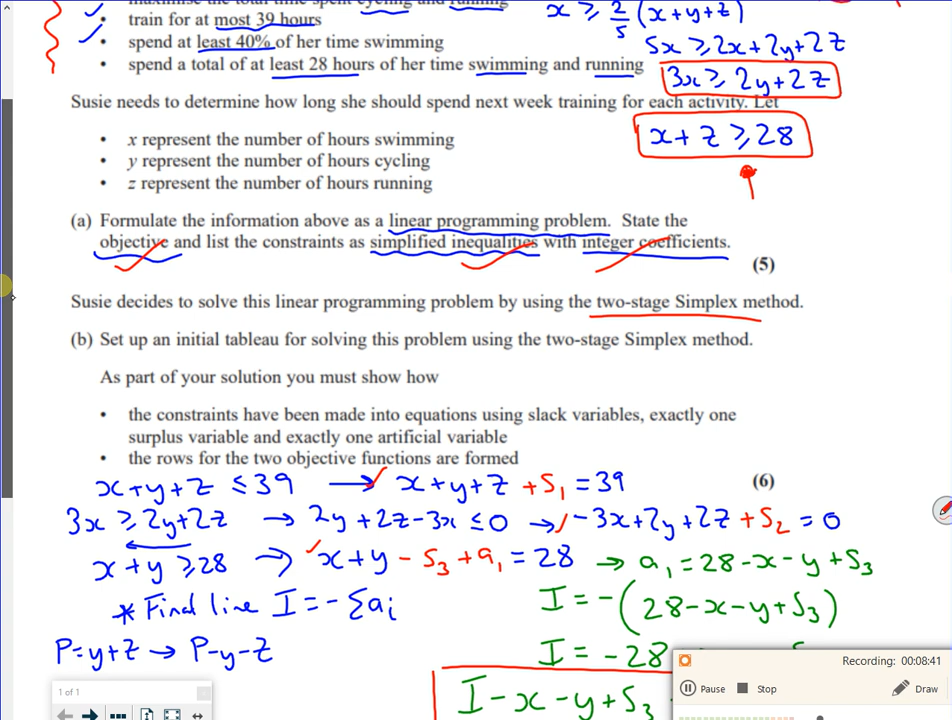 train for at most 39 hours
x ≥ 2/5 (x+y+z)
• spend at least 40% of her time swimming
5x ≥ 2x+2y+2z
• spend a total of at least 28 hours of her time swimming and running
3x ≥ 2y+2z
Susie needs to determine how long she should spend next week training for each activity. Let
x + z ≥ 28
• x represent the number of hours swimming
• y represent the number of hours cycling
• z represent the number of hours running
(a) Formulate the information above as a linear programming problem. State the
objective and list the constraints as simplified inequalities with integer coefficients.
(5)
Susie decides to solve this linear programming problem by using the two-stage Simplex method.
(b) Set up an initial tableau for solving this problem using the two-stage Simplex method.
As part of your solution you must show how
• the constraints have been made into equations using slack variables, exactly one
surplus variable and exactly one artificial variable
• the rows for the two objective functions are formed
(6)
x+y+z ≤ 39 → x+y+z +S₁ = 39
3x ≥ 2y+2z → 2y+2z-3x ≤ 0 → -3x+2y+2z +S₂ = 0
x + y ≥ 28 → x+y - S₃ + a₁ = 28 → a₁ = 28-x-y+S₃
* Final line I = - Σaᵢ
I = -(28-x-y+S₃)
P=y+z → P-y-z
I = -28
I-x-y+S₃
Recording: 00:08:41
Pause Stop Draw
1 of 1